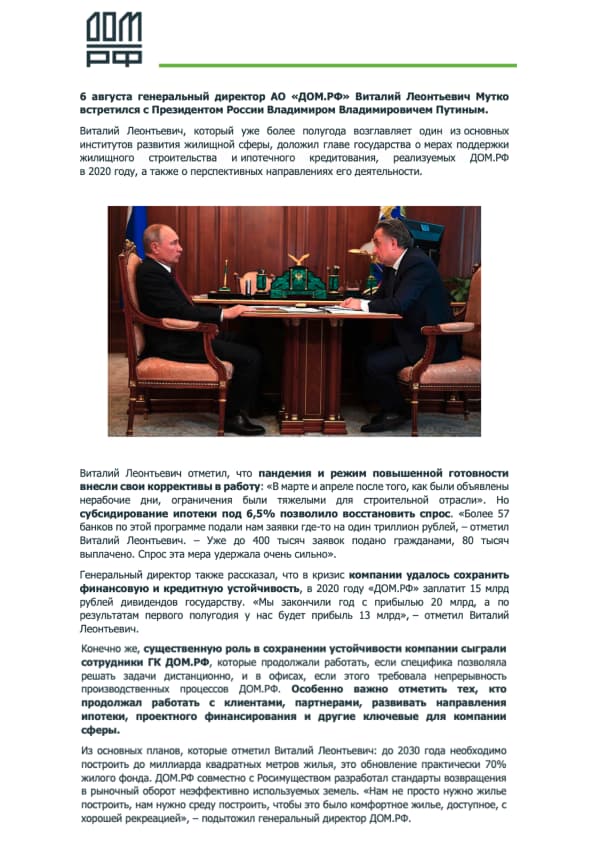 ДОМ
РФ
6 августа генеральный директор АО «ДОМ.РФ» Виталий Леонтьевич Мутко
встретился с Президентом России Владимиром Владимировичем Путиным.
Виталий Леонтьевич, который уже более полугода возглавляет один из основных
институтов развития жилищной сферы, доложил главе государства о мерах поддержки
жилищного строительства и ипотечного кредитования, реализуемых ДОМ.РФ
в 2020 году, а также о перспективных направлениях его деятельности.
Виталий Леонтьевич отметил, что пандемия и режим повышенной готовности
внесли свои коррективы в работу: «В марте и апреле после того, как были объявлены
нерабочие дни, ограничения были тяжелыми для строительной отрасли». Но
субсидирование ипотеки под 6,5% позволило восстановить спрос. «Более 57
банков по этой программе подали нам заявки где-то на один триллион рублей, – отметил
Виталий Леонтьевич. – Уже до 400 тысяч заявок подано гражданами, 80 тысяч
выплачено. Спрос эта мера удержала очень сильно».
Генеральный директор также рассказал, что в кризис компании удалось сохранить
финансовую и кредитную устойчивость, в 2020 году «ДОМ.РФ» заплатит 15 млрд
рублей дивидендов государству. «Мы закончили год с прибылью 20 млрд, а по
результатам первого полугодия у нас будет прибыль 13 млрд», – отметил Виталий
Леонтьевич.
Конечно же, существенную роль в сохранении устойчивости компании сыграли
сотрудники ГК ДОМ.РФ, которые продолжали работать, если специфика позволяла
решать задачи дистанционно, и в офисах, если этого требовала непрерывность
производственных процессов ДОМ.РФ. Особенно важно отметить тех, кто
продолжал работать с клиентами, партнерами, развивать направления
ипотеки, проектного финансирования и другие ключевые для компании
сферы.
Из основных планов, которые отметил Виталий Леонтьевич: до 2030 года необходимо
построить до миллиарда квадратных метров жилья, это обновление практически 70%
жилого фонда. ДОМ.РФ совместно с Росимуществом разработал стандарты возвращения
в рыночный оборот неэффективно используемых земель. «Нам не просто нужно жилье
построить, нам нужно среду построить, чтобы это было комфортное жилье, доступное, с
хорошей рекреацией», – подытожил генеральный директор ДОМ.РФ.